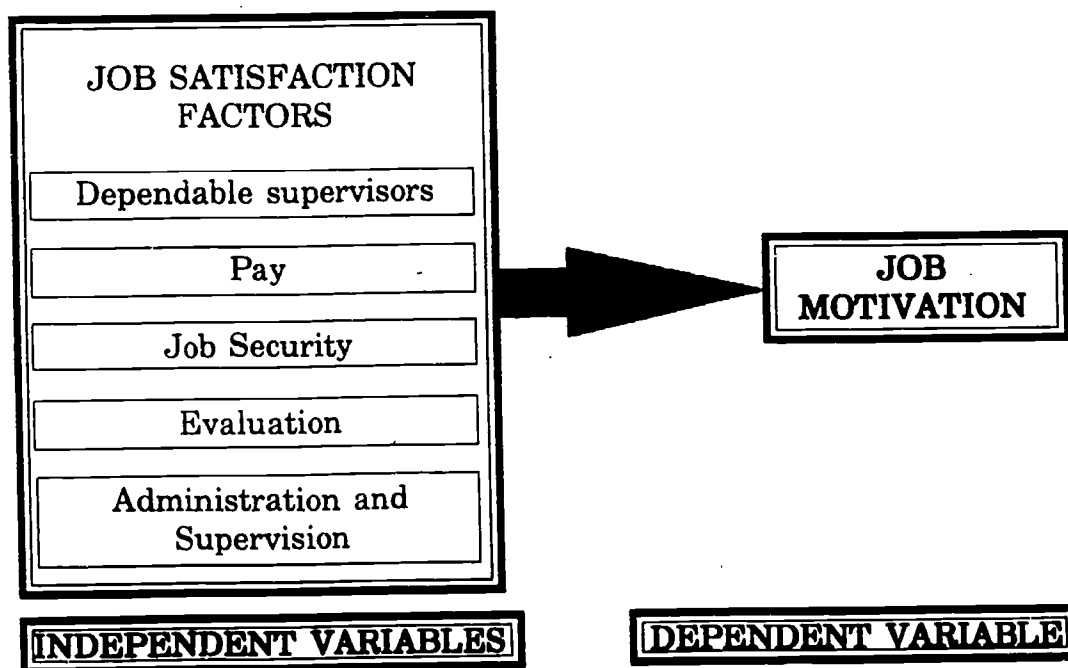 JOB SATISFACTION
FACTORS
Dependable supervisors
Pay
Job Security
Evaluation
Administration and
Supervision
JOB
MOTIVATION
INDEPENDENT VARIABLES
DEPENDENT VARIABLE